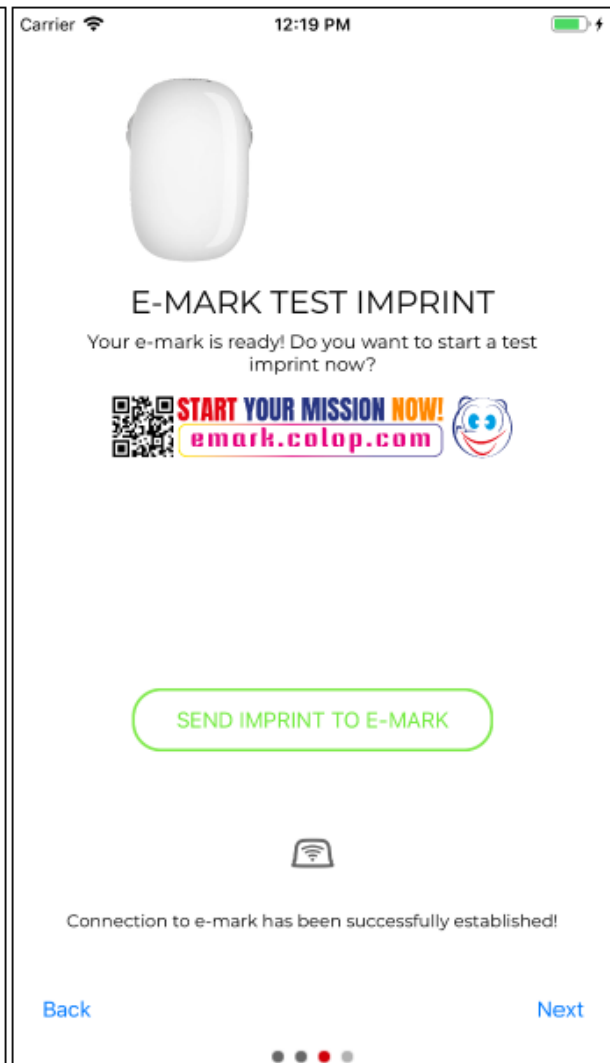 Carrier 12:19 PM
E-MARK TEST IMPRINT
Your e-mark is ready! Do you want to start a test
imprint now?
START YOUR MISSION NOW!
emark.colop.com
SEND IMPRINT TO E-MARK
Connection to e-mark has been successfully established!
Back Next